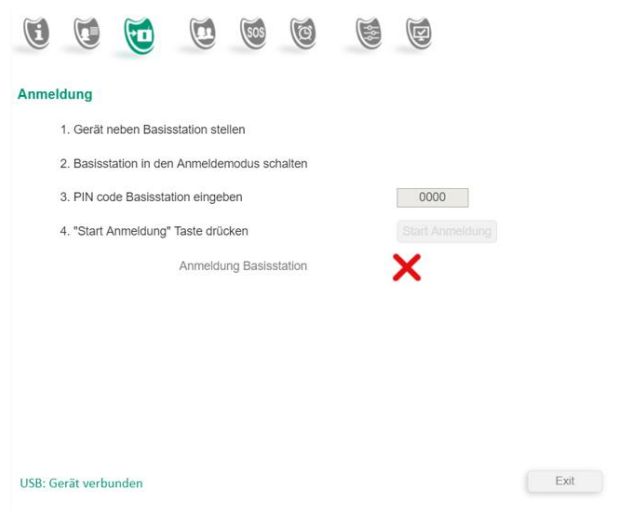 SOS
Anmeldung
1. Gerät neben Basisstation stellen
2. Basisstation in den Anmeldemodus schalten
3. PIN code Basisstation eingeben
0000
4. "Start Anmeldung" Taste drücken
Start Anmeldung
Anmeldung Basisstation
USB: Gerät verbunden
Exit